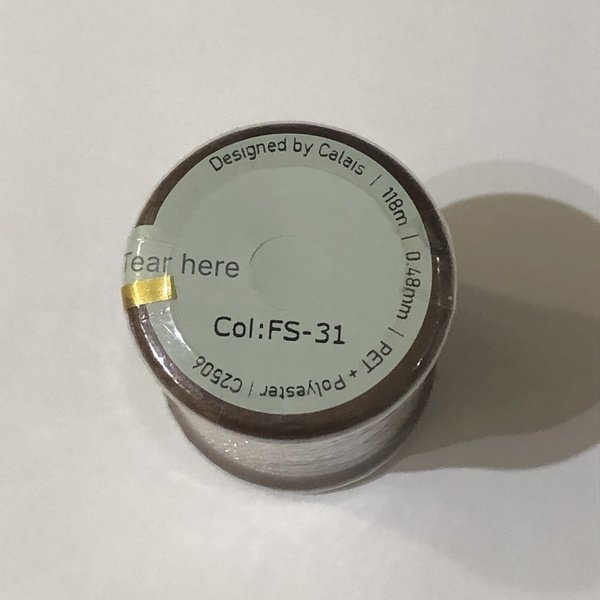 Designed by Calais | 118m | 0.48mm | PET + Polyester | C2506
Tear here
Col:FS-31